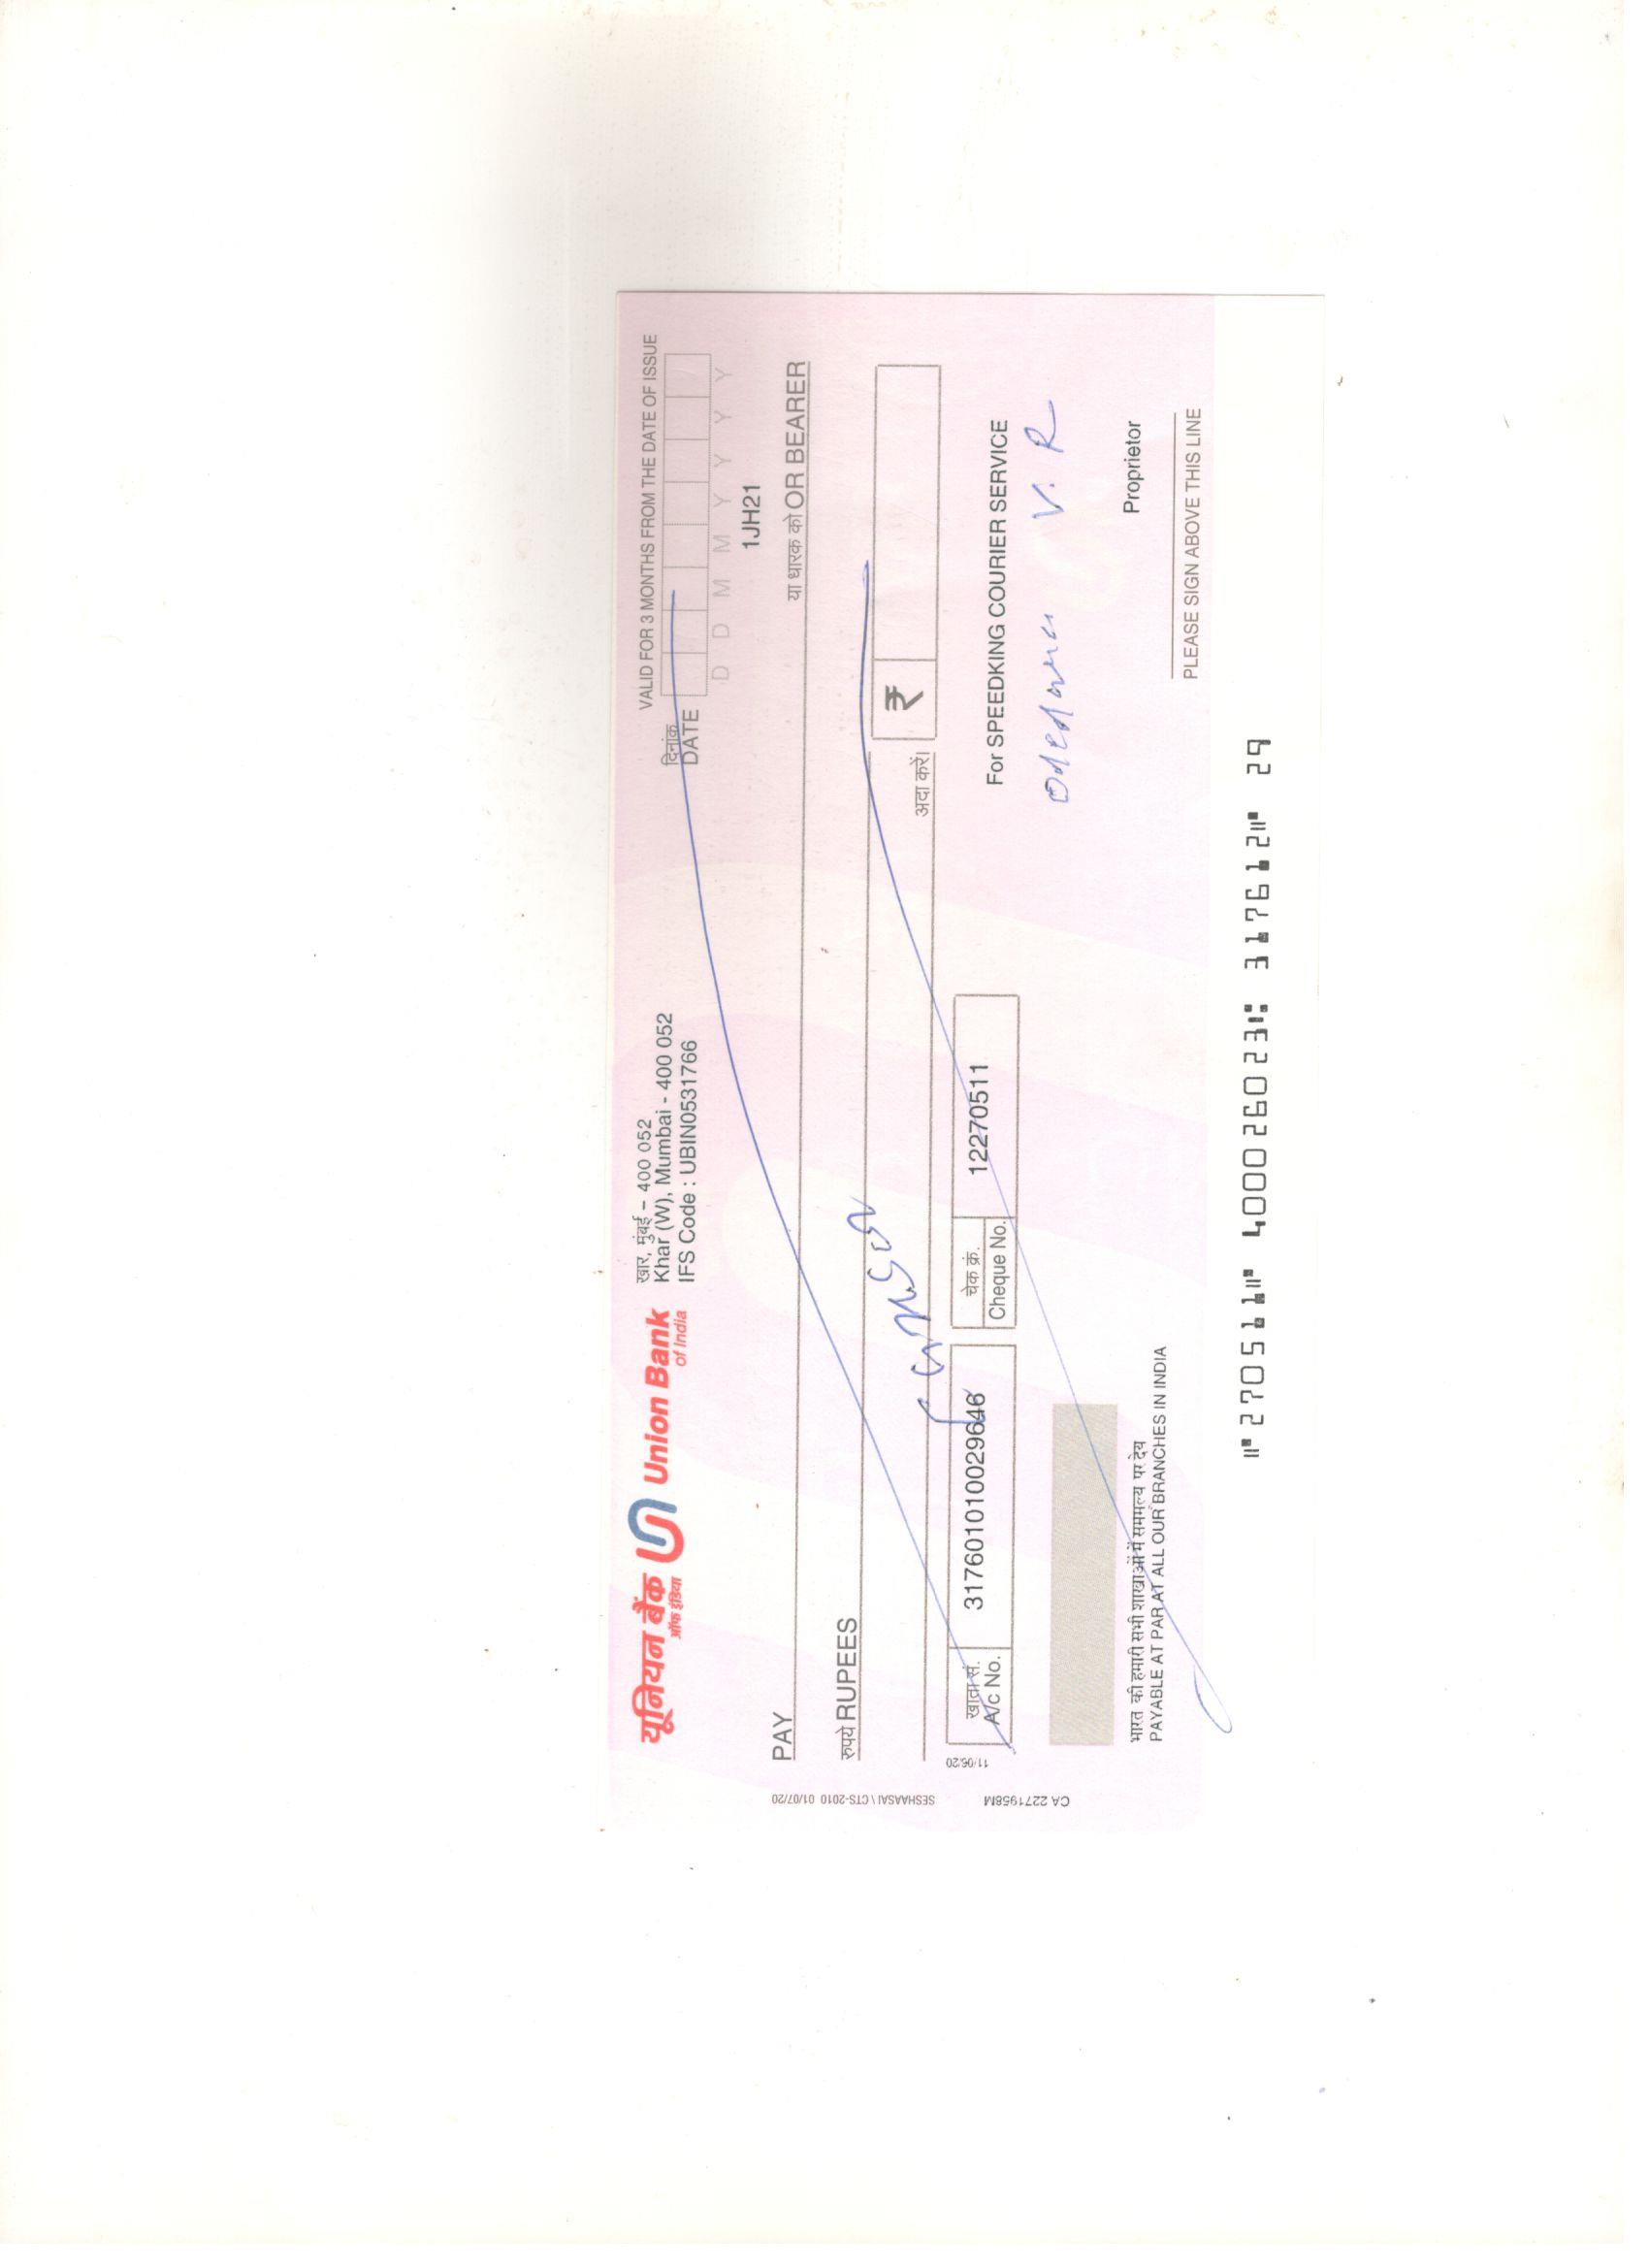 यूनियन बैंक
ऑफ इंडिया
Union Bank
of India
खार, मुंबई – 400 052
Khar (W), Mumbai - 400 052
IFS Code : UBIN0531766
VALID FOR 3 MONTHS FROM THE DATE OF ISSUE
दिनांक
DATE
D D M M Y Y Y Y
1JH21
PAY
या धारक को OR BEARER
रुपये RUPEES
अदा करें।
₹
खाता सं.
A/c No.
317601010029646
चेक क्रं.
Cheque No.
12270511
11/06/20
SESHAASAI \ CTS-2010 01/07/20
CA 2271958M
For SPEEDKING COURIER SERVICE
V. R
Proprietor
PLEASE SIGN ABOVE THIS LINE
भारत की हमारी सभी शाखाओं में सममूल्य पर देय
PAYABLE AT PAR AT ALL OUR BRANCHES IN INDIA
⑈270511⑈ 400026023⑆ 317612⑈ 29